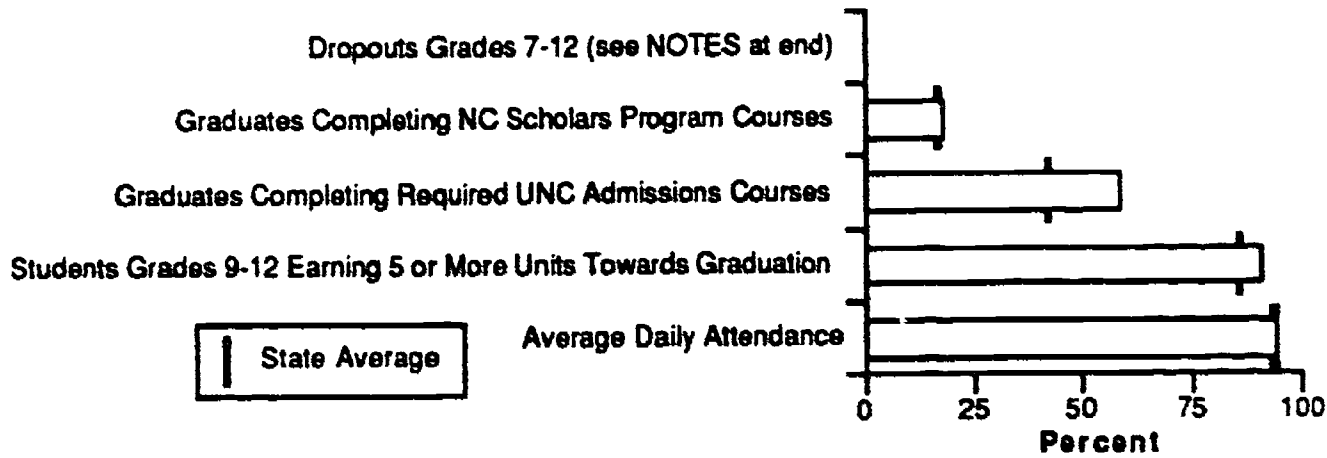 Dropouts Grades 7-12 (see NOTES at end)
Graduates Completing NC Scholars Program Courses
Graduates Completing Required UNC Admissions Courses
Students Grades 9-12 Earning 5 or More Units Towards Graduation
Average Daily Attendance
State Average
0 25 50 75 100
Percent